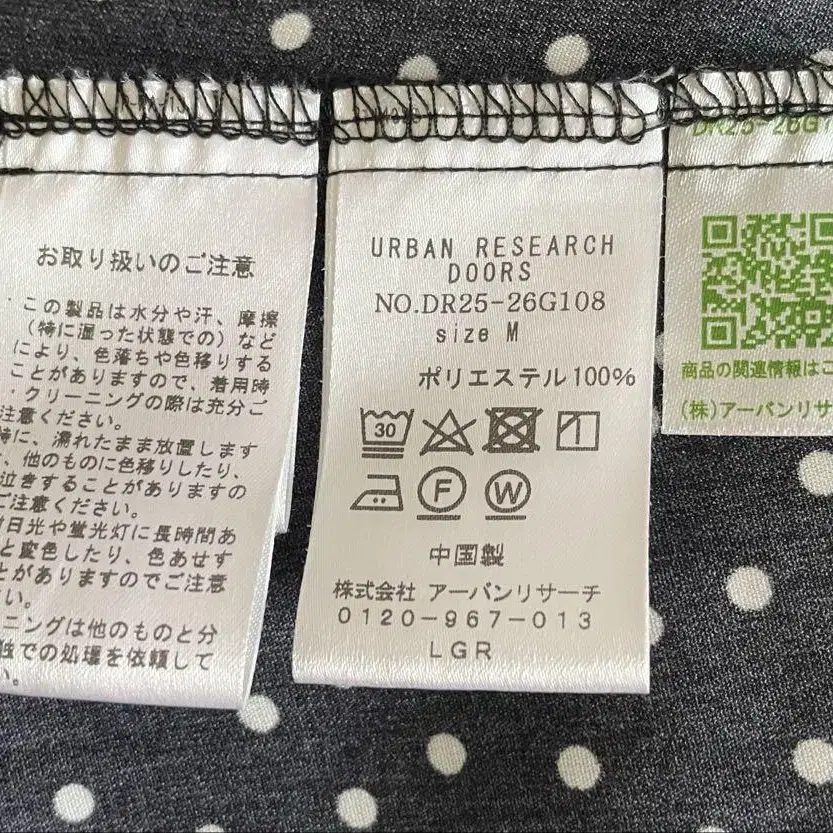 お取り扱いのご注意
・この製品は水分や汗、摩擦
（特に湿った状態での）など
により、色落ちや色移りする
ことがありますので、着用時
・クリーニングの際は充分ご
注意ください。
特に、濡れたまま放置します
、他のものに色移りしたり、
泣きすることがありますの
ご注意ください。
日光や蛍光灯に長時間あ
と変色したり、色あせす
とがありますのでご注意
い。
ニングは他のものと分
独での処理を依頼して
い。
URBAN RESEARCH
DOORS
NO.DR25-26G108
size M
ポリエステル100%
30
F W
中国製
株式会社 アーバンリサーチ
0120-967-013
LGR
DR25-26G1
商品の関連情報はこ
(株)アーバンリサ